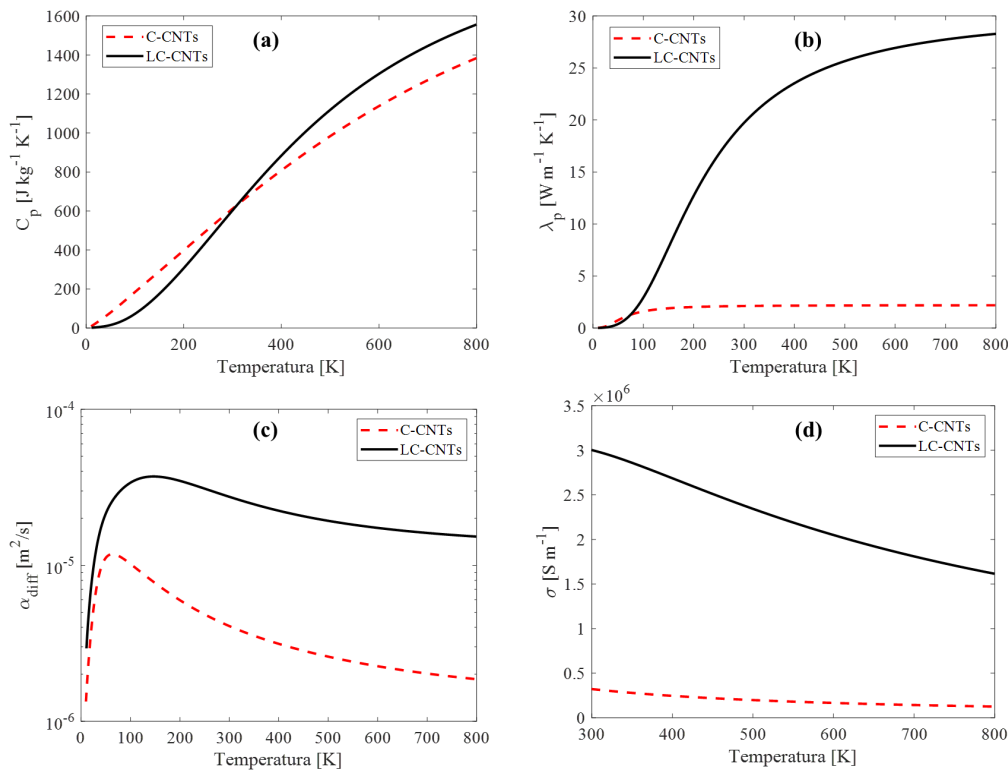 (a)
C-CNTs
LC-CNTs
1600
1400
1200
1000
800
600
400
200
0
C_p [J kg⁻¹ K⁻¹]
0 200 400 600 800
Temperatura [K]
(b)
C-CNTs
LC-CNTs
30
25
20
15
10
5
0
λ_p [W m⁻¹ K⁻¹]
0 100 200 300 400 500 600 700 800
Temperatura [K]
(c)
C-CNTs
LC-CNTs
10⁻⁴
10⁻⁵
10⁻⁶
α_diff [m²/s]
0 100 200 300 400 500 600 700 800
Temperatura [K]
(d)
C-CNTs
LC-CNTs
×10⁶
3.5
3
2.5
2
1.5
1
0.5
0
σ [S m⁻¹]
300 400 500 600 700 800
Temperatura [K]